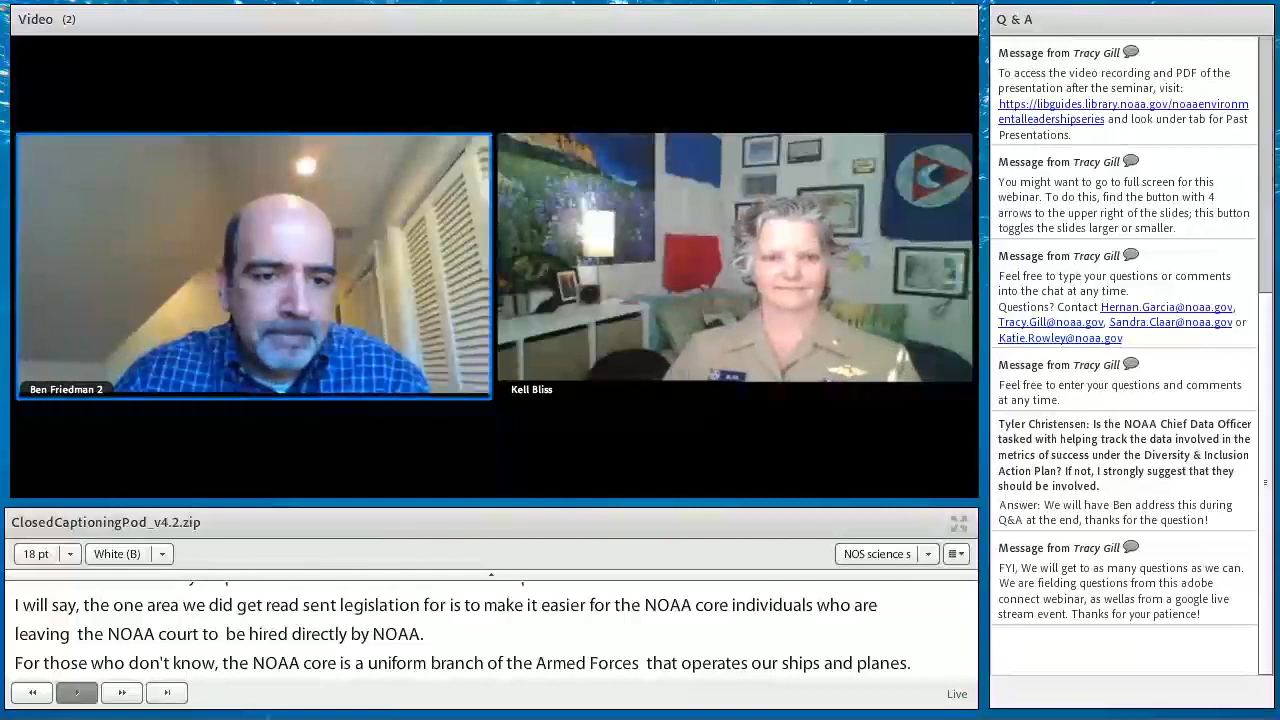 Video (2)
Ben Friedman 2
Kell Bliss
ClosedCaptioningPod_v4.2.zip
18 pt
White (B)
NOS science s
I will say, the one area we did get read sent legislation for is to make it easier for the NOAA core individuals who are
leaving the NOAA court to be hired directly by NOAA.
For those who don't know, the NOAA core is a uniform branch of the Armed Forces that operates our ships and planes.
Live
Q & A
Message from Tracy Gill
To access the video recording and PDF of the
presentation after the seminar, visit:
https://libguides.library.noaa.gov/noaaenvironm
entalleadershipseries and look under tab for Past
Presentations.
Message from Tracy Gill
You might want to go to full screen for this
webinar. To do this, find the button with 4
arrows to the upper right of the slides; this button
toggles the slides larger or smaller.
Message from Tracy Gill
Feel free to type your questions or comments
into the chat at any time.
Questions? Contact Hernan.Garcia@noaa.gov,
Tracy.Gill@noaa.gov, Sandra.Claar@noaa.gov or
Katie.Rowley@noaa.gov
Message from Tracy Gill
Feel free to enter your questions and comments
at any time.
Tyler Christensen: Is the NOAA Chief Data Officer
tasked with helping track the data involved in the
metrics of success under the Diversity & Inclusion
Action Plan? If not, I strongly suggest that they
should be involved.
Answer: We will have Ben address this during
Q&A at the end, thanks for the question!
Message from Tracy Gill
FYI, We will get to as many questions as we can.
We are fielding questions from this adobe
connect webinar, as wellas from a google live
stream event. Thanks for your patience!